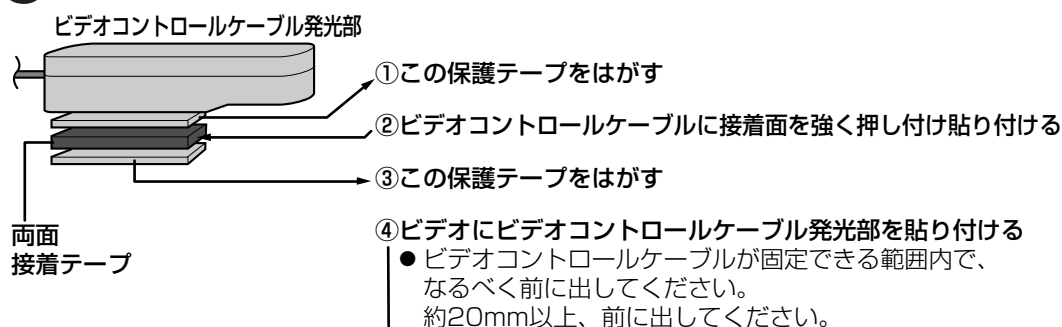 ビデオコントロールケーブル発光部
①この保護テープをはがす
②ビデオコントロールケーブルに接着面を強く押し付け貼り付ける
③この保護テープをはがす
両面
接着テープ
④ビデオにビデオコントロールケーブル発光部を貼り付ける
●ビデオコントロールケーブルが固定できる範囲内で、
なるべく前に出してください。
約20mm以上、前に出してください。